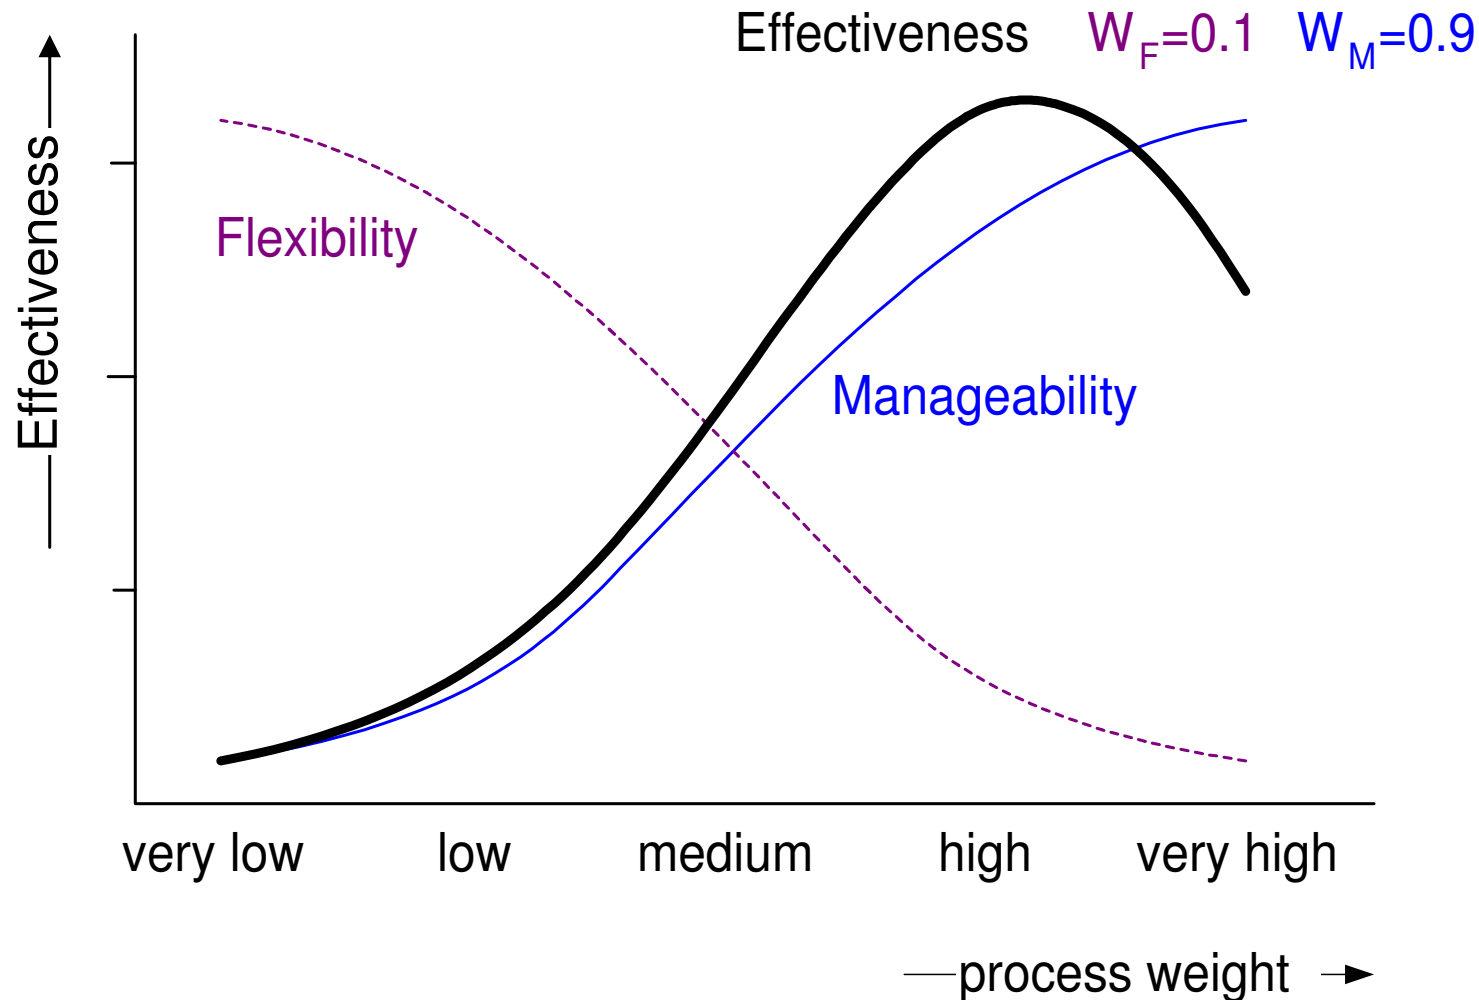 Effectiveness W_F=0.1 W_M=0.9
Effectiveness
Flexibility
Manageability
very low low medium high very high
process weight